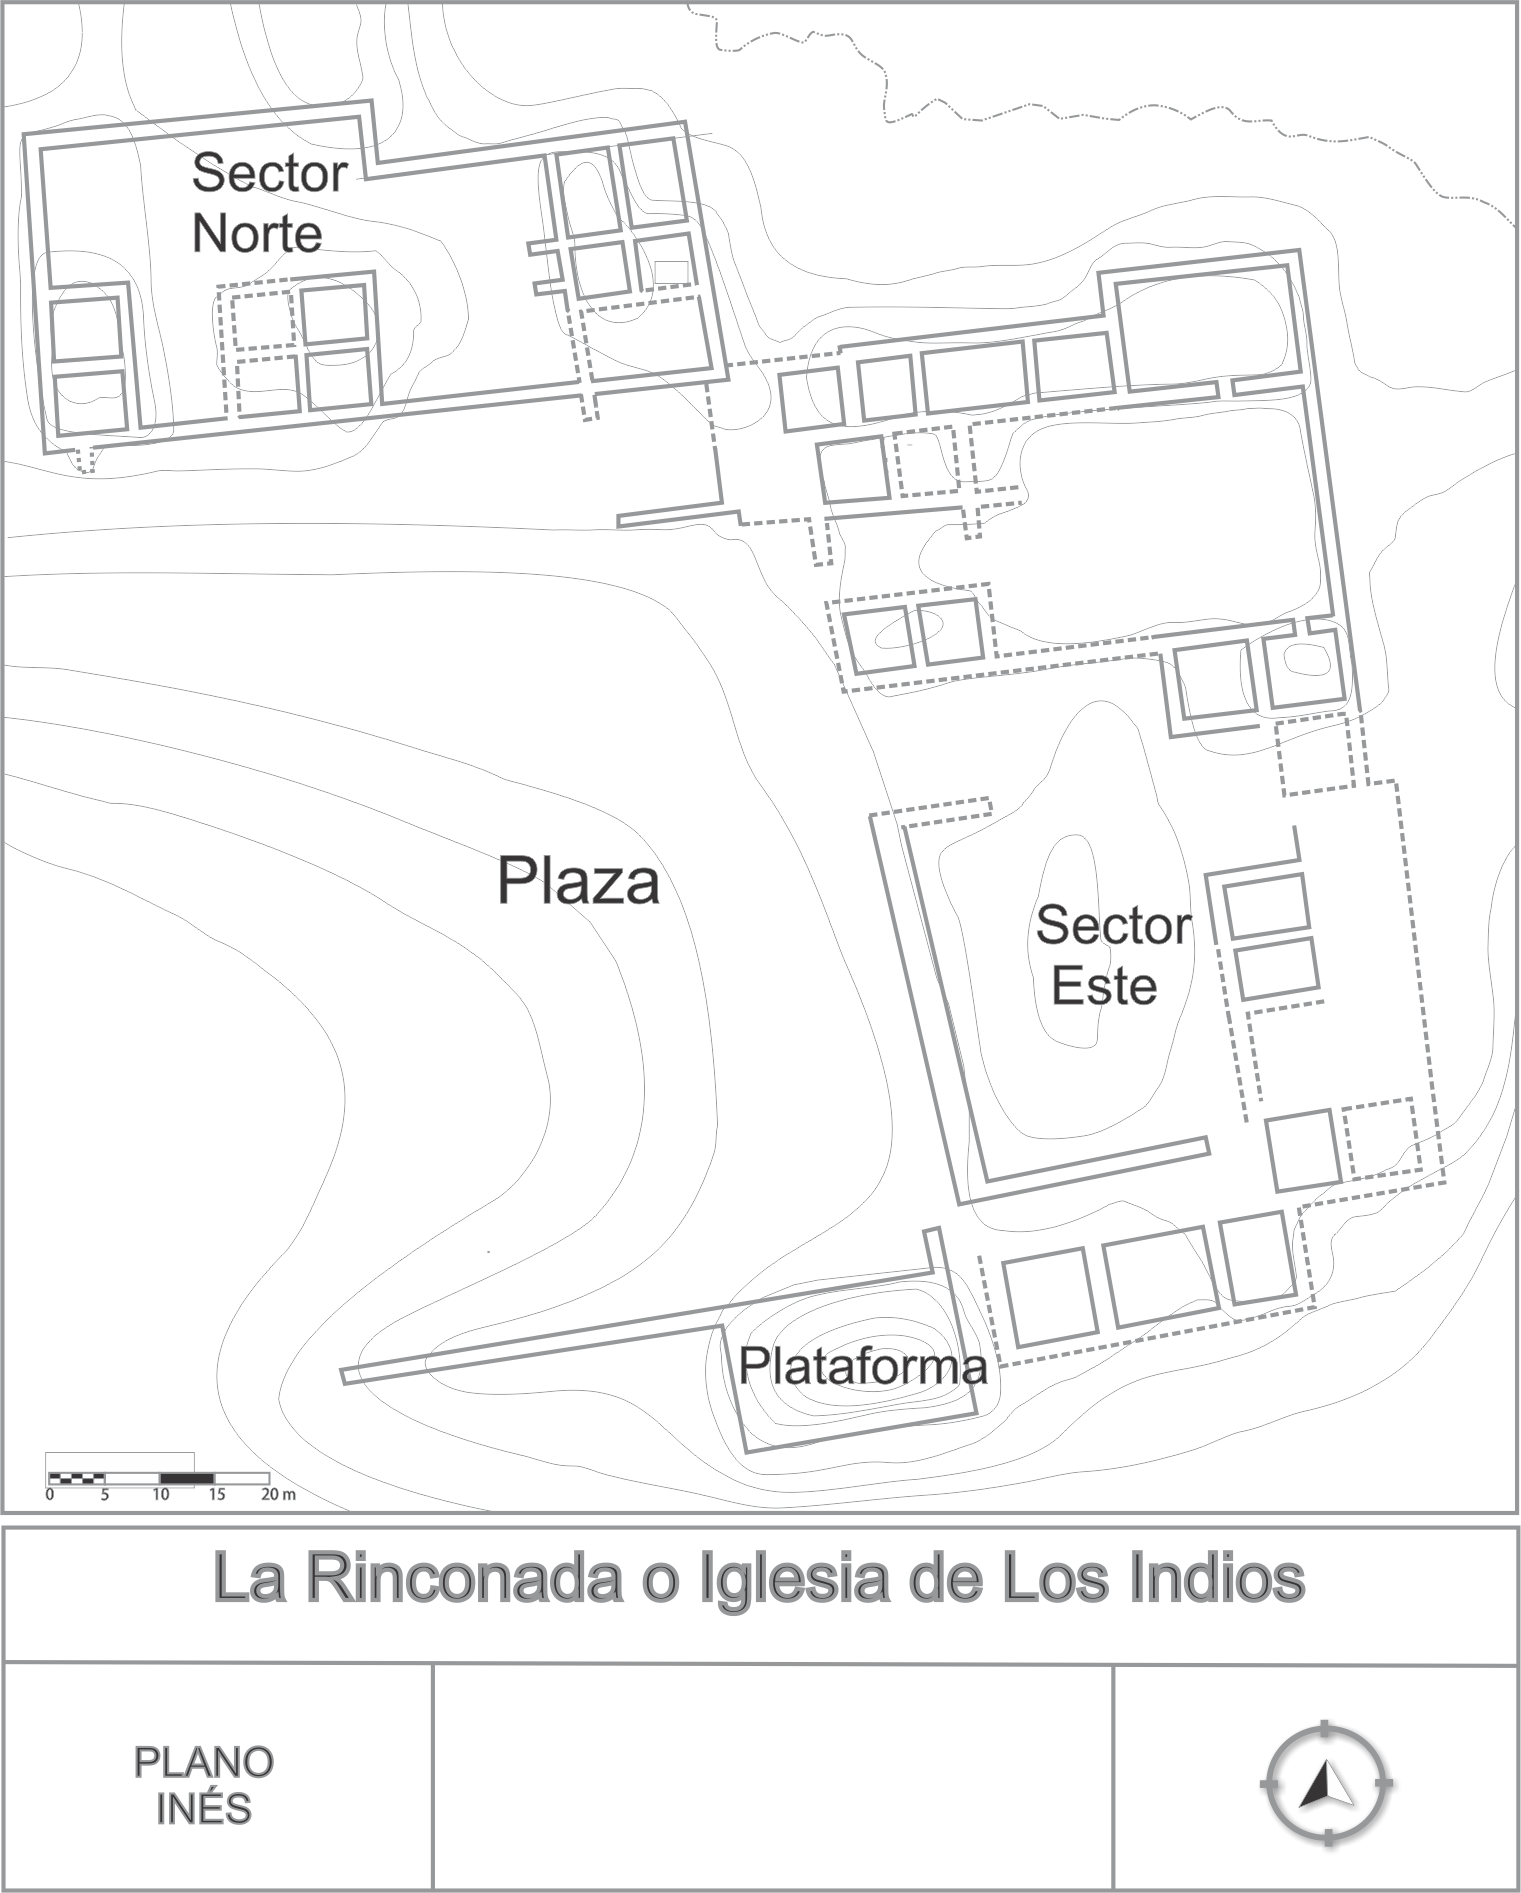 Sector
Norte
Plaza
Sector
Este
Plataforma
0 5 10 15 20 m
La Rinconada o Iglesia de Los Indios
PLANO
INÉS